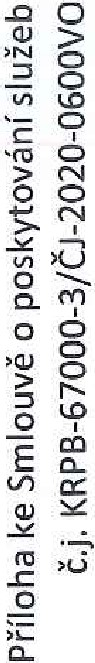 Příloha ke Smlouvě o poskytování služeb
č.j. KRPB-67000-3/ČJ-2020-0600VO